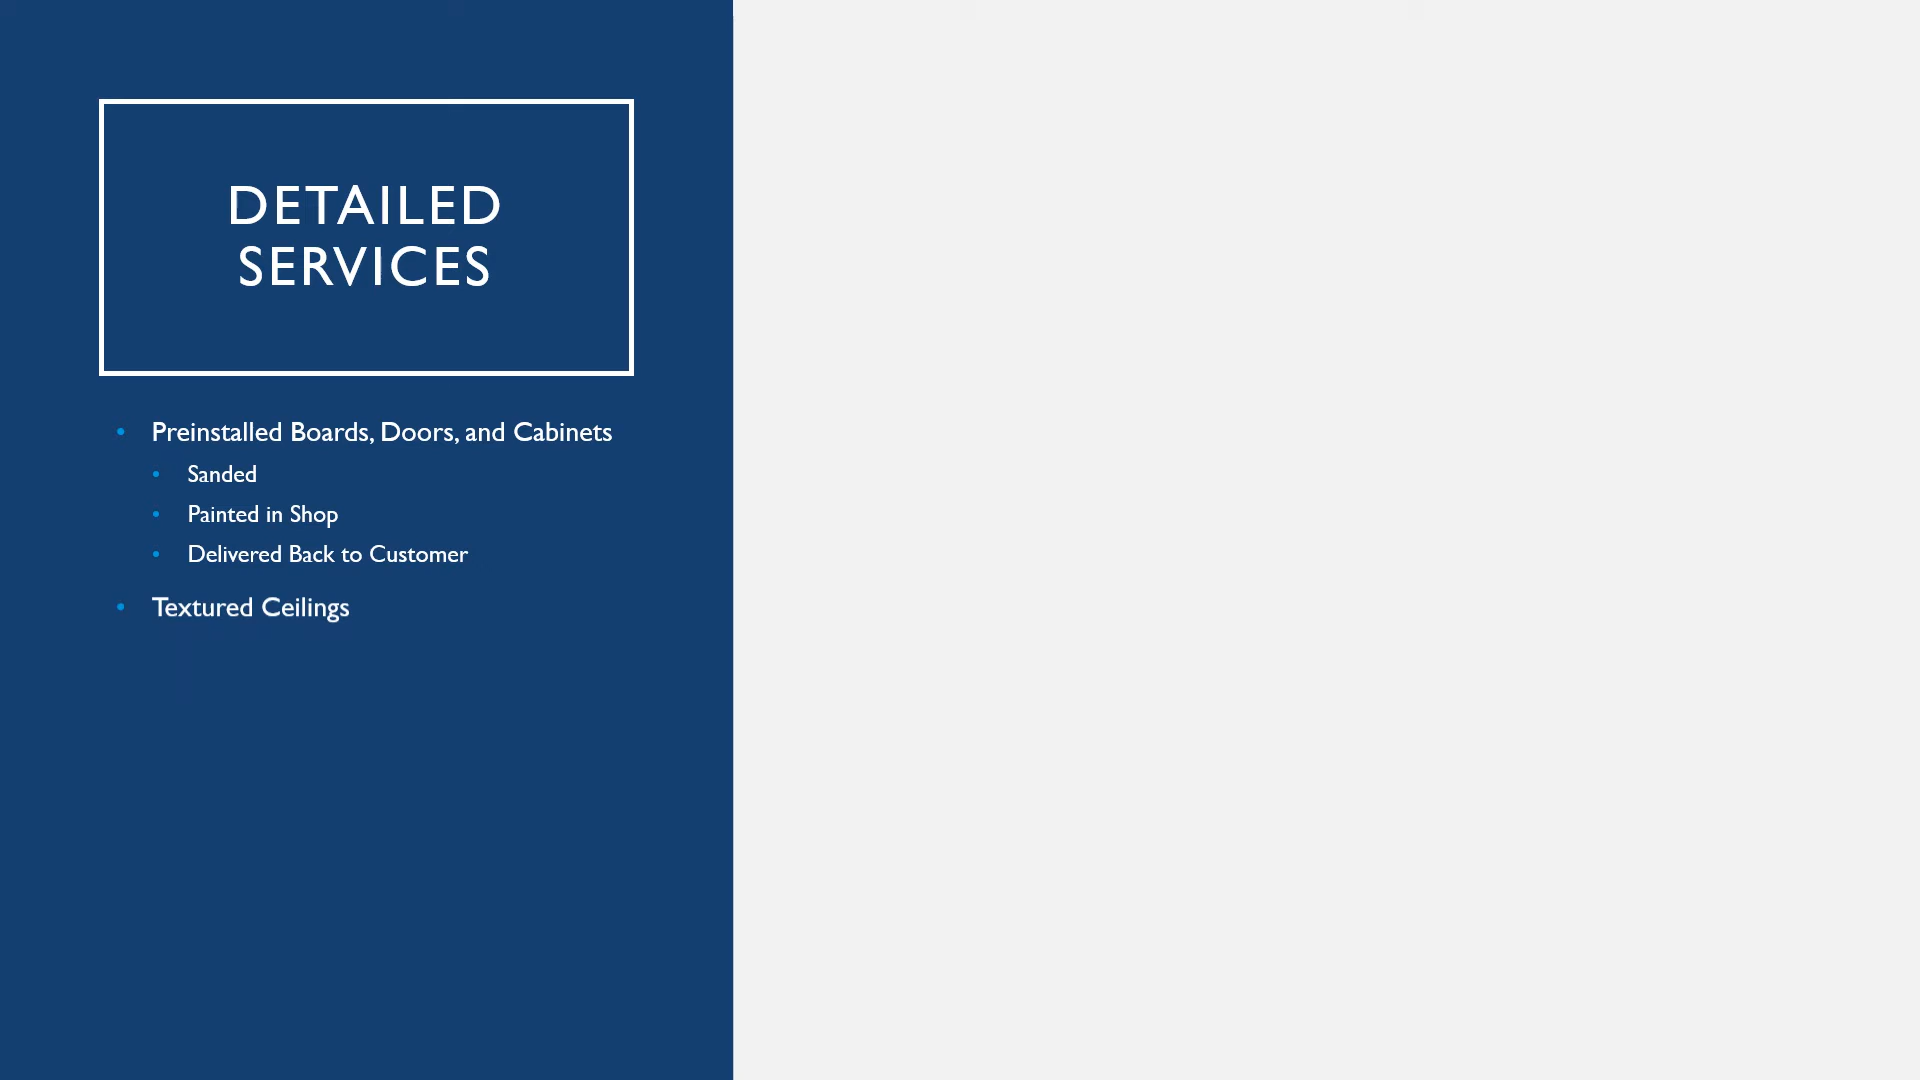 DETAILED
SERVICES
Preinstalled Boards, Doors, and Cabinets
Sanded
Painted in Shop
Delivered Back to Customer
Textured Ceilings